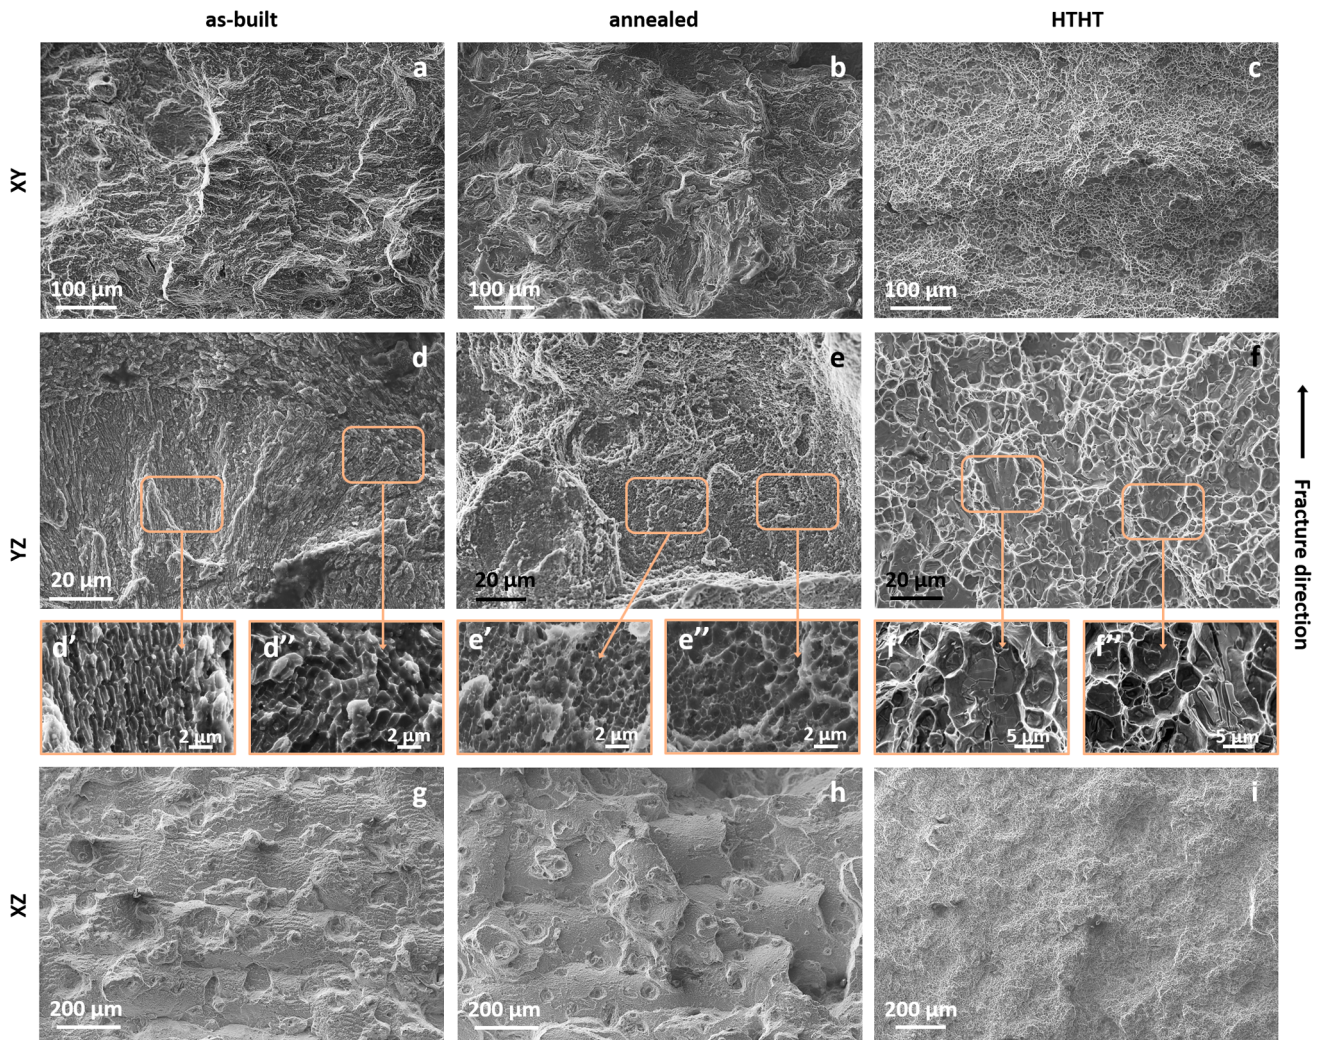 as-built
annealed
HTHT
XY
a
100 µm
b
100 µm
c
100 µm
YZ
d
20 µm
e
20 µm
f
20 µm
Fracture direction
d'
2 µm
d''
2 µm
e'
2 µm
e''
2 µm
f'
5 µm
f''
5 µm
XZ
g
200 µm
h
200 µm
i
200 µm